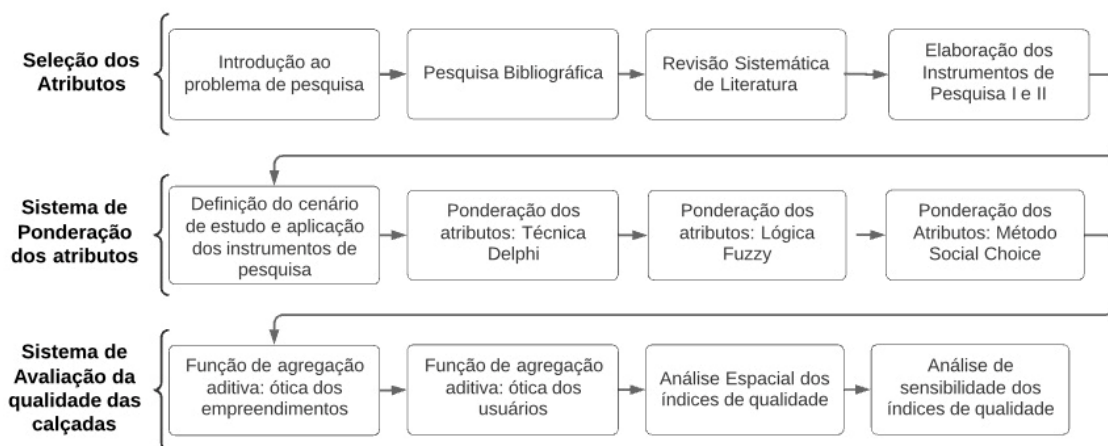 Seleção dos
Atributos
Introdução ao
problema de pesquisa
Pesquisa Bibliográfica
Revisão Sistemática
de Literatura
Elaboração dos
Instrumentos de
Pesquisa I e II
Sistema de
Ponderação
dos atributos
Definição do cenário
de estudo e aplicação
dos instrumentos de
pesquisa
Ponderação dos
atributos: Técnica
Delphi
Ponderação dos
atributos: Lógica
Fuzzy
Ponderação dos
Atributos: Método
Social Choice
Sistema de
Avaliação da
qualidade das
calçadas
Função de agregação
aditiva: ótica dos
empreendimentos
Função de agregação
aditiva: ótica dos
usuários
Análise Espacial dos
índices de qualidade
Análise de
sensibilidade dos
índices de qualidade